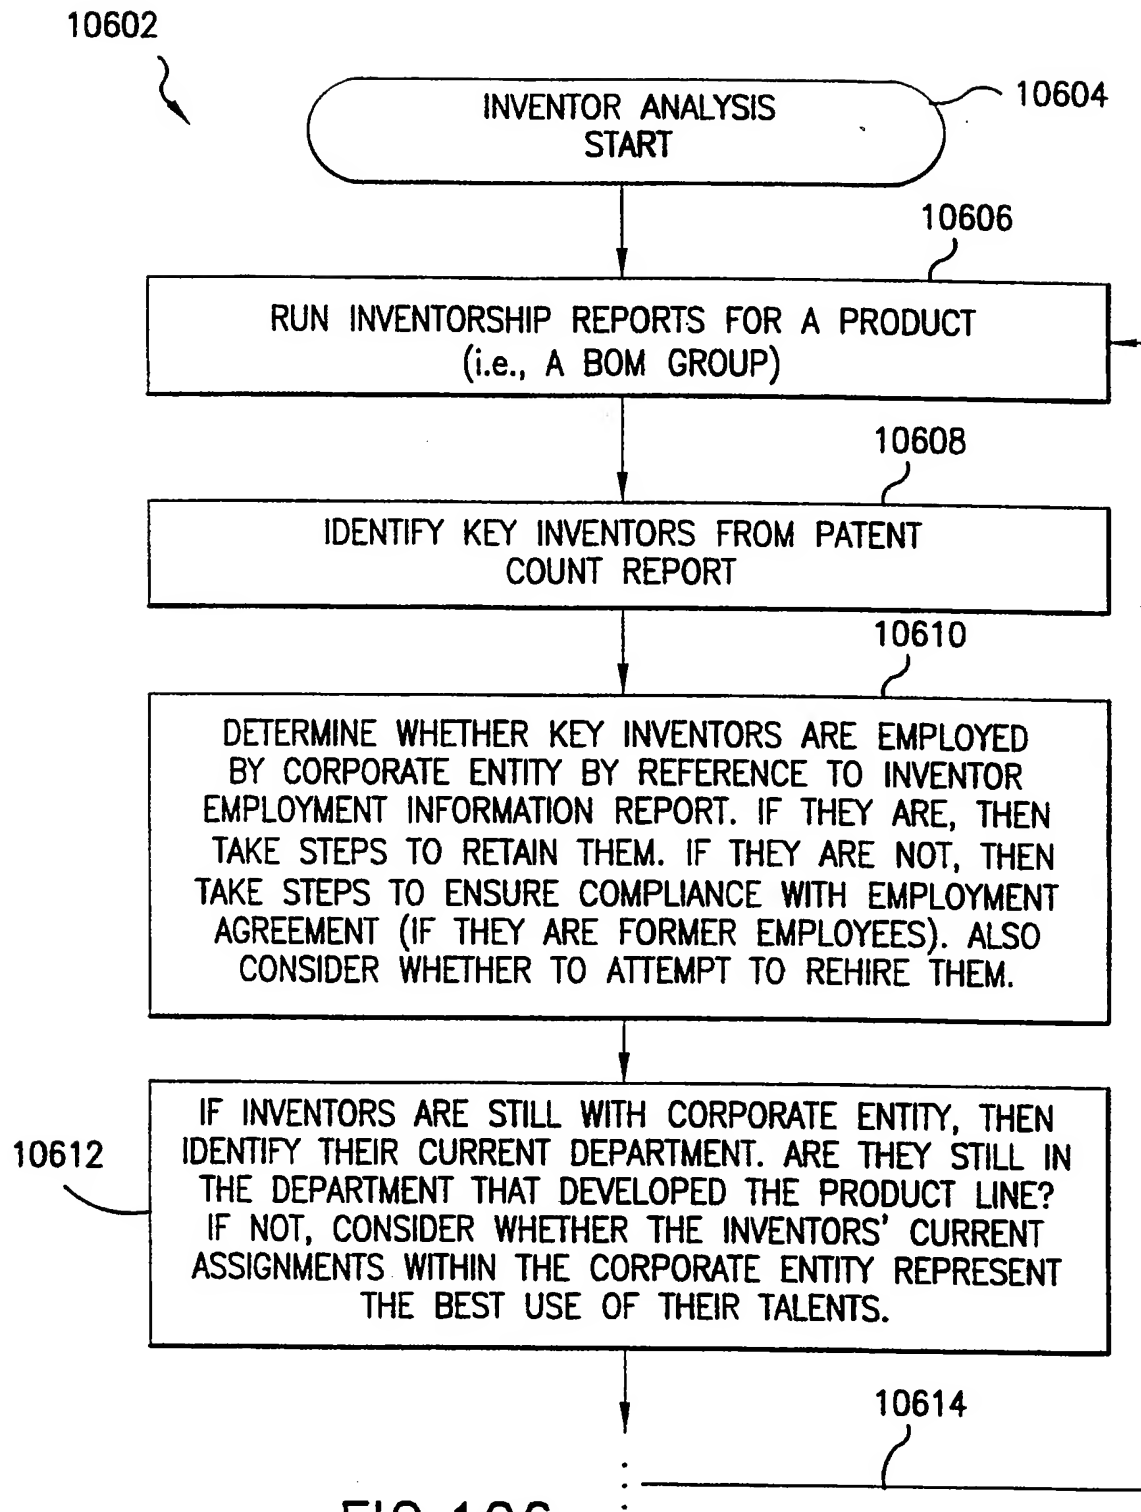 10602
INVENTOR ANALYSIS
START
10604
10606
RUN INVENTORSHIP REPORTS FOR A PRODUCT
(i.e., A BOM GROUP)
10608
IDENTIFY KEY INVENTORS FROM PATENT
COUNT REPORT
10610
DETERMINE WHETHER KEY INVENTORS ARE EMPLOYED
BY CORPORATE ENTITY BY REFERENCE TO INVENTOR
EMPLOYMENT INFORMATION REPORT. IF THEY ARE, THEN
TAKE STEPS TO RETAIN THEM. IF THEY ARE NOT, THEN
TAKE STEPS TO ENSURE COMPLIANCE WITH EMPLOYMENT
AGREEMENT (IF THEY ARE FORMER EMPLOYEES). ALSO
CONSIDER WHETHER TO ATTEMPT TO REHIRE THEM.
10612
IF INVENTORS ARE STILL WITH CORPORATE ENTITY, THEN
IDENTIFY THEIR CURRENT DEPARTMENT. ARE THEY STILL IN
THE DEPARTMENT THAT DEVELOPED THE PRODUCT LINE?
IF NOT, CONSIDER WHETHER THE INVENTORS' CURRENT
ASSIGNMENTS WITHIN THE CORPORATE ENTITY REPRESENT
THE BEST USE OF THEIR TALENTS.
10614
FIG. 106